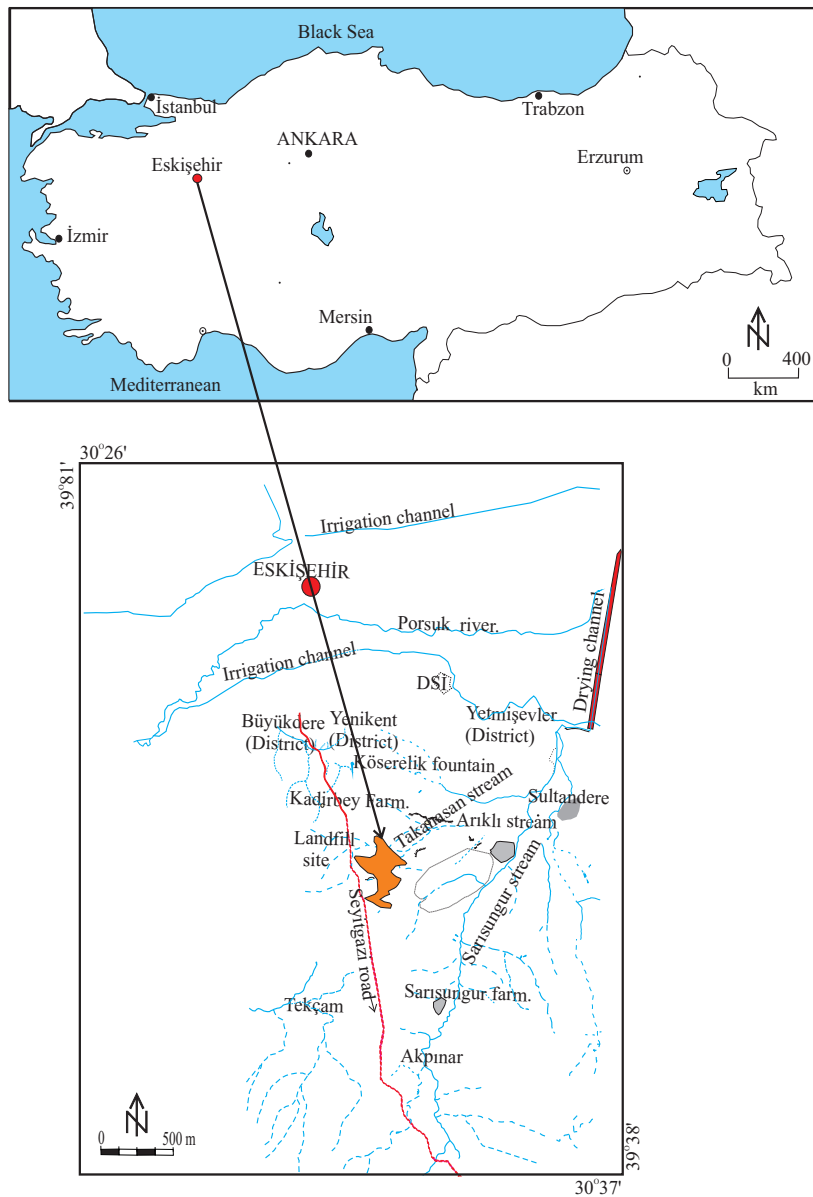 Black Sea
İstanbul
Trabzon
ANKARA
Eskişehir
Erzurum
İzmir
Mersin
N
0 400
km
Mediterranean
30°26'
39°81'
Irrigation channel
ESKİŞEHİR
Porsuk river.
Irrigation channel
Drying channel
DSİ
Büyükdere
(District)
Yenikent
(District)
Yetmişevler
(District)
Köserelik fountain
Kadirbey Farm.
Takahasan stream
Sultandere
Arıklı stream
Landfill
site
Sarısungur stream
Seyitgazi road
Tekçam
Sarısungur farm.
Akpınar
N
0 500 m
39°38'
30°37'